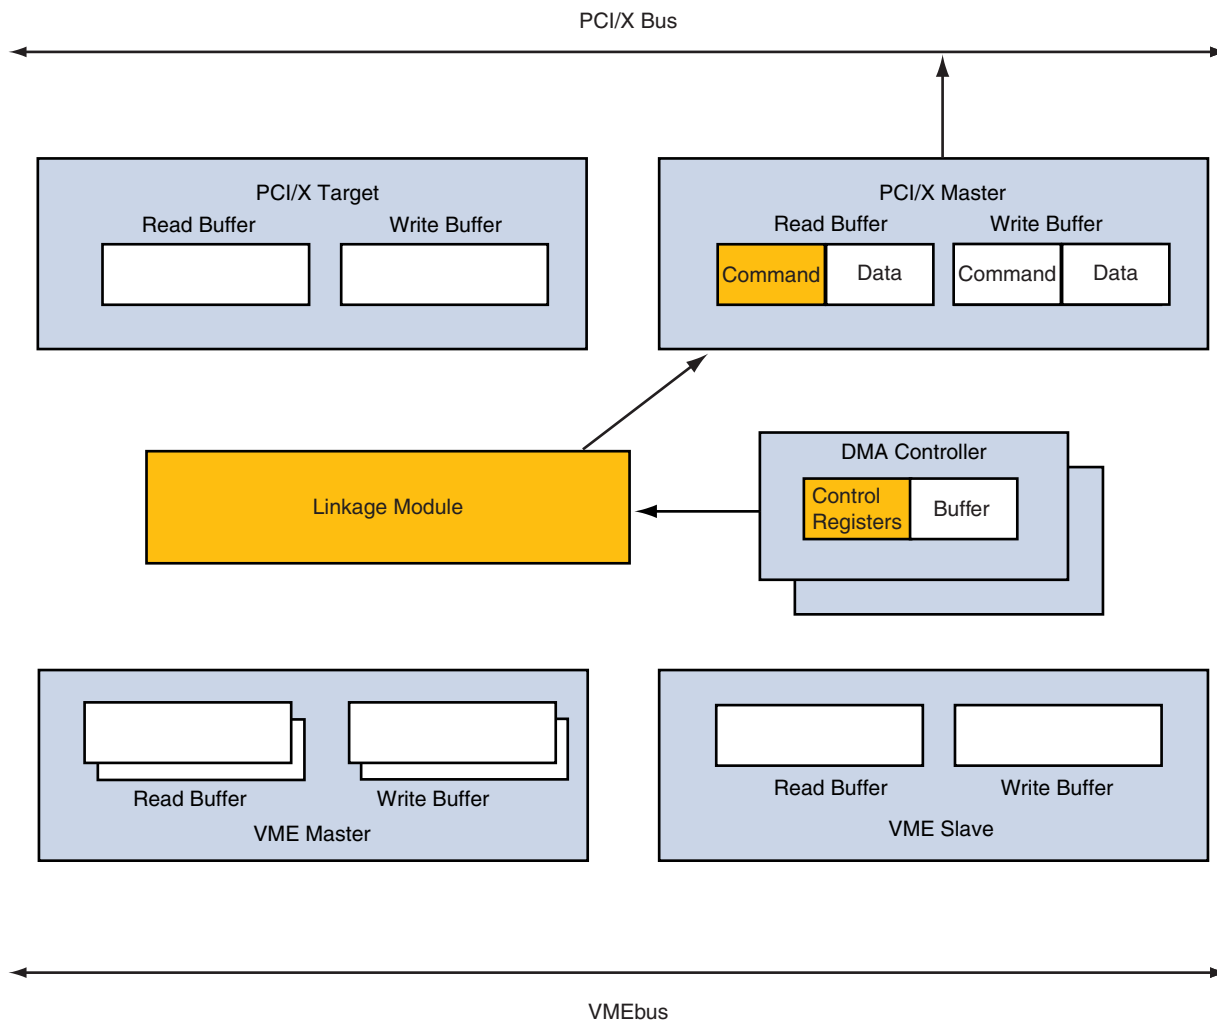 PCI/X Bus
PCI/X Target
Read Buffer
Write Buffer
PCI/X Master
Read Buffer
Write Buffer
Command
Data
Command
Data
Linkage Module
DMA Controller
Control
Registers
Buffer
Read Buffer
Write Buffer
VME Master
Read Buffer
Write Buffer
VME Slave
VMEbus